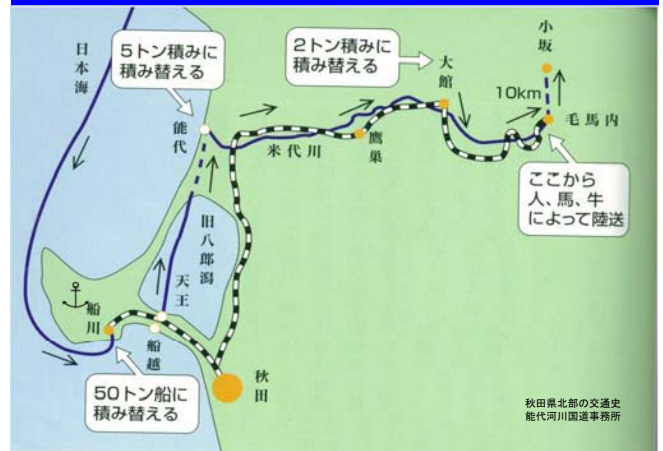 日本海
5トン積みに
積み替える
2トン積みに
積み替える
小坂
大館
10km
能代
毛馬内
米代川
鷹巣
ここから
人、馬、牛
によって陸送
旧八郎潟
天王
船川
船越
秋田
50トン船に
積み替える
秋田県北部の交通史
能代河川国道事務所